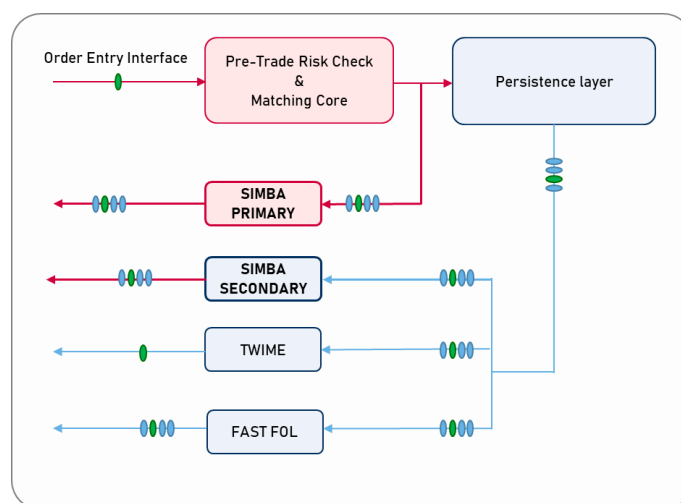 Order Entry Interface
Pre-Trade Risk Check
&
Matching Core
Persistence layer
SIMBA
PRIMARY
SIMBA
SECONDARY
TWIME
FAST FOL